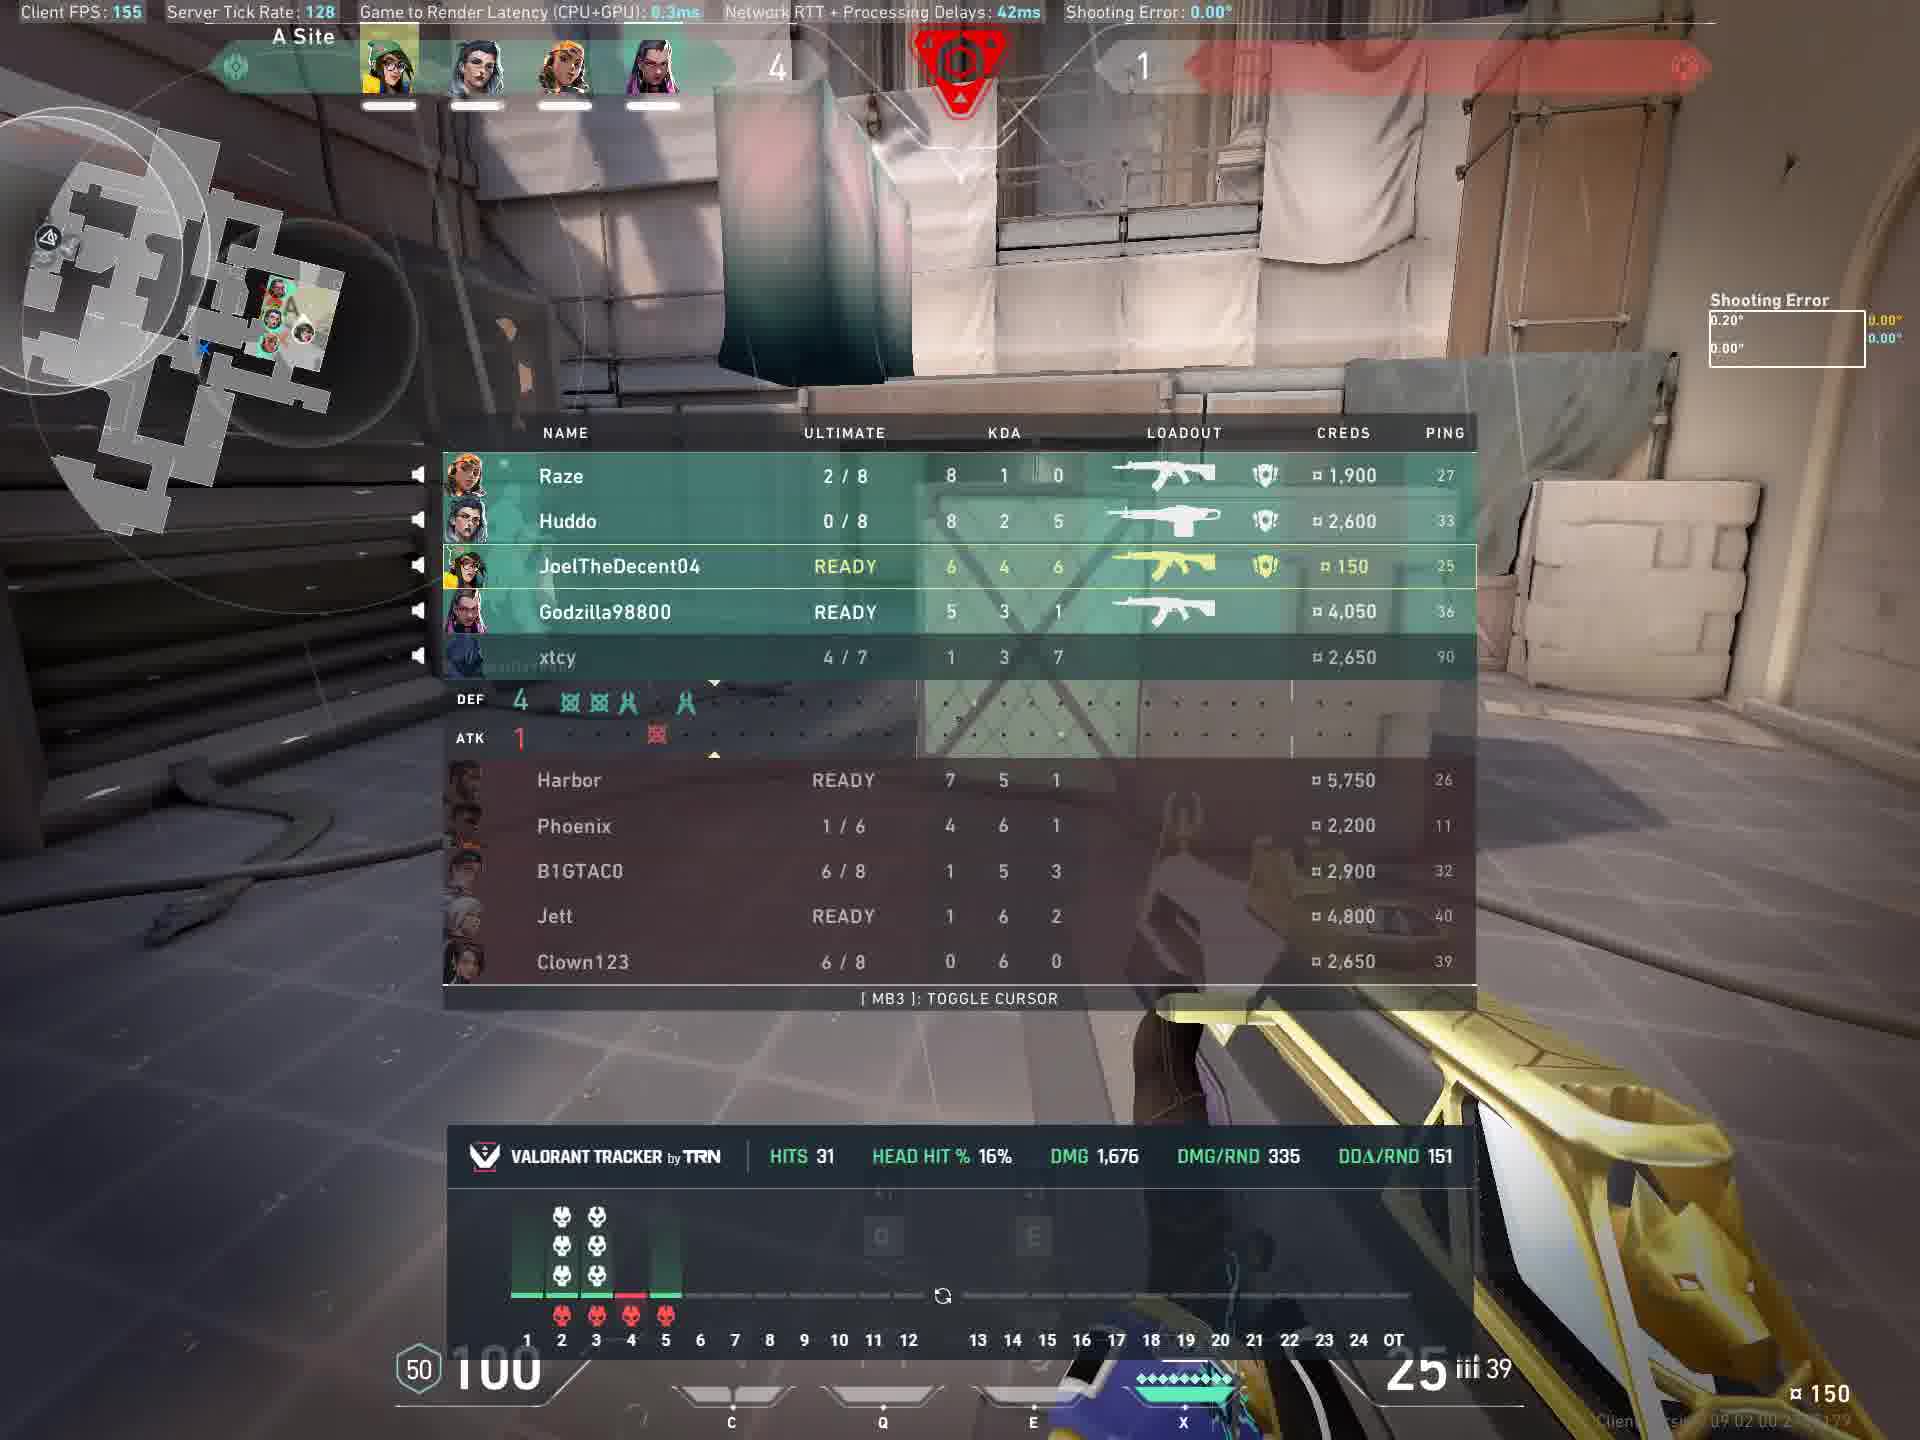 Client FPS: 155 Server Tick Rate: 128 Game to Render Latency (CPU+GPU): 0.3ms Network RTT + Processing Delays: 42ms Shooting Error: 0.00°
A Site
4 1
A
Shooting Error
0.20° 0.00°
0.00°
0.00°
NAME ULTIMATE KDA LOADOUT CREDS PING
Raze 2 / 8 8 1 0 ¤ 1,900 27
Huddo 0 / 8 8 2 5 ¤ 2,600 33
JoelTheDecent04 READY 6 4 6 ¤ 150 25
Godzilla98800 READY 5 3 1 ¤ 4,050 36
xtcy 4 / 7 1 3 7 ¤ 2,650 90
DEF 4
ATK 1
Harbor READY 7 5 1 ¤ 5,750 26
Phoenix 1 / 6 4 6 1 ¤ 2,200 11
B1GTAC0 6 / 8 1 5 3 ¤ 2,900 32
Jett READY 1 6 2 ¤ 4,800 40
Clown123 6 / 8 0 6 0 ¤ 2,650 39
[ MB3 ]: TOGGLE CURSOR
VALORANT TRACKER by TRN HITS 31 HEAD HIT % 16% DMG 1,676 DMG/RND 335 DDΔ/RND 151
Q E
1 2 3 4 5 6 7 8 9 10 11 12 13 14 15 16 17 18 19 20 21 22 23 24 OT
50 100 25 39
¤ 150
C Q E X